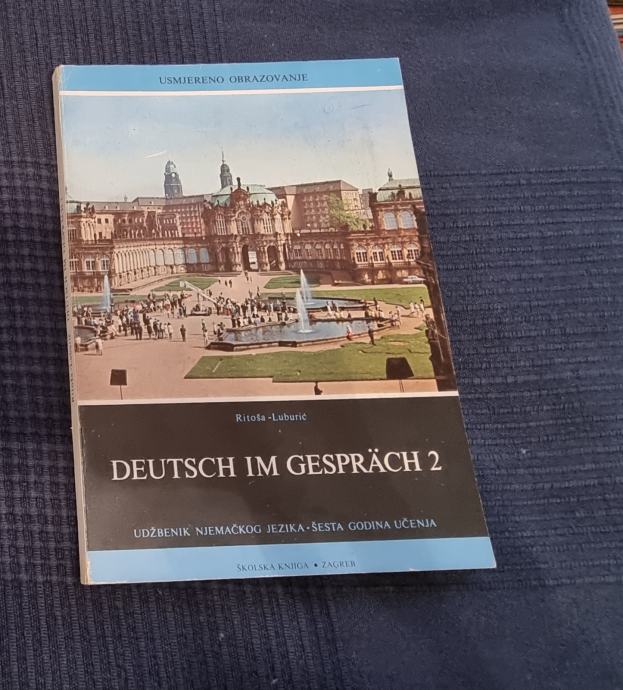 USMJERENO OBRAZOVANJE
Ritoša-Luburić
DEUTSCH IM GESPRÄCH 2
UDŽBENIK NJEMAČKOG JEZIKA•ŠESTA GODINA UČENJA
ŠKOLSKA KNJIGA • ZAGREB